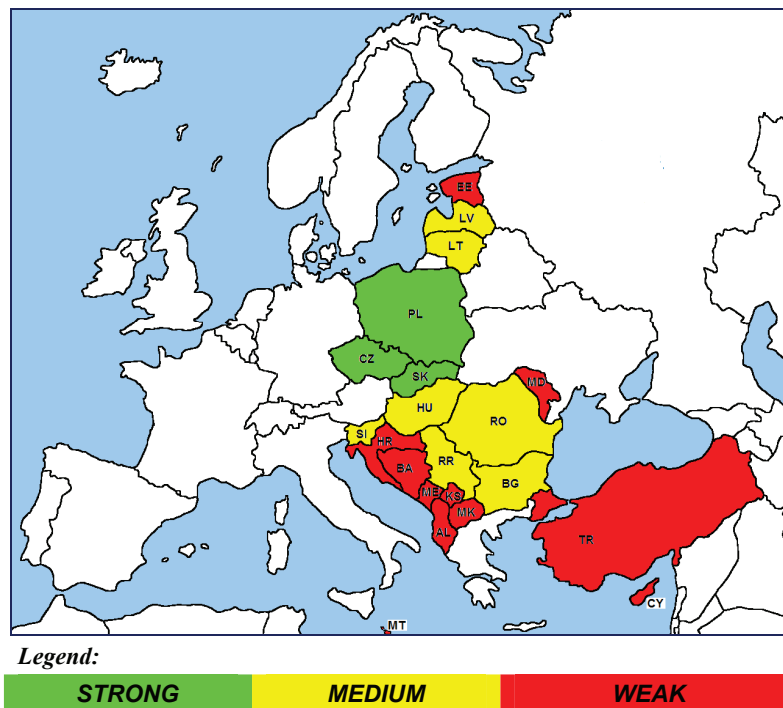 EE
LV
LT
PL
CZ
SK
MD
HU
RO
SI
HR
RR
BA
BG
ME
KS
MK
AL
TR
CY
MT
Legend:
STRONG MEDIUM WEAK